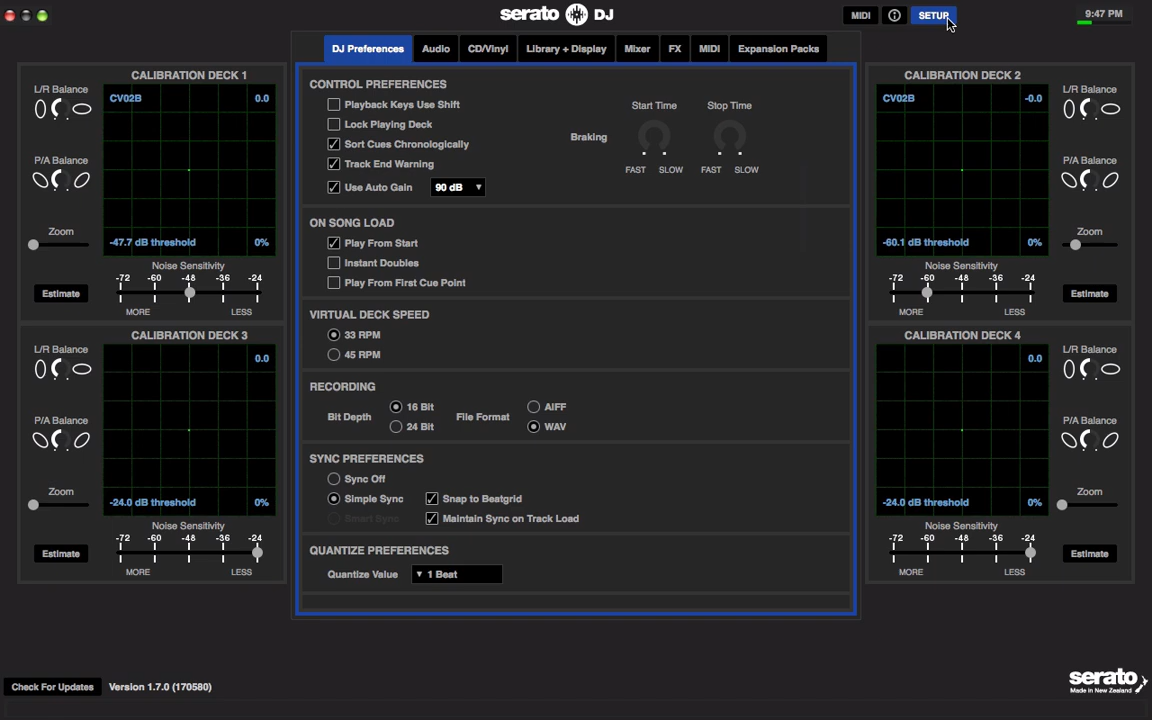 serato DJ
MIDI
SETUP
9:47 PM
DJ Preferences
Audio
CD/Vinyl
Library + Display
Mixer
FX
MIDI
Expansion Packs
CALIBRATION DECK 1
L/R Balance
CV02B
0.0
P/A Balance
Zoom
-47.7 dB threshold
0%
Noise Sensitivity
-72 -60 -48 -36 -24
Estimate
MORE
LESS
CALIBRATION DECK 3
L/R Balance
0.0
P/A Balance
Zoom
-24.0 dB threshold
0%
Noise Sensitivity
-72 -60 -48 -36 -24
Estimate
MORE
LESS
CONTROL PREFERENCES
Playback Keys Use Shift
Lock Playing Deck
Sort Cues Chronologically
Track End Warning
Use Auto Gain
90 dB
Start Time
Stop Time
Braking
FAST SLOW
FAST SLOW
ON SONG LOAD
Play From Start
Instant Doubles
Play From First Cue Point
VIRTUAL DECK SPEED
33 RPM
45 RPM
RECORDING
Bit Depth
16 Bit
24 Bit
File Format
AIFF
WAV
SYNC PREFERENCES
Sync Off
Simple Sync
Snap to Beatgrid
Smart Sync
Maintain Sync on Track Load
QUANTIZE PREFERENCES
Quantize Value
1 Beat
CALIBRATION DECK 2
CV02B
-0.0
L/R Balance
P/A Balance
Zoom
-60.1 dB threshold
0%
Noise Sensitivity
-72 -60 -48 -36 -24
Estimate
MORE
LESS
CALIBRATION DECK 4
0.0
L/R Balance
P/A Balance
Zoom
-24.0 dB threshold
0%
Noise Sensitivity
-72 -60 -48 -36 -24
Estimate
MORE
LESS
Check For Updates
Version 1.7.0 (170580)
serato
Made in New Zealand